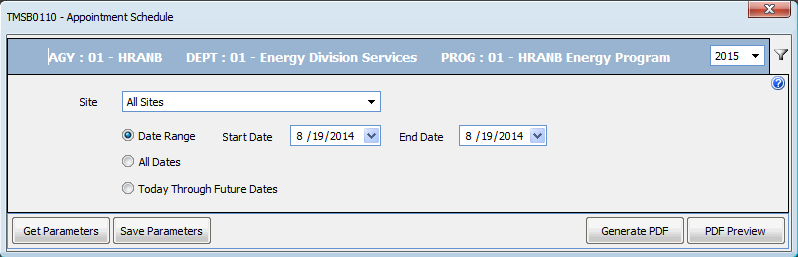 TMSB0110 - Appointment Schedule
AGY : 01 - HRANB DEPT : 01 - Energy Division Services PROG : 01 - HRANB Energy Program 2015
Site All Sites
Date Range Start Date 8 /19/2014 End Date 8 /19/2014
All Dates
Today Through Future Dates
Get Parameters Save Parameters Generate PDF PDF Preview